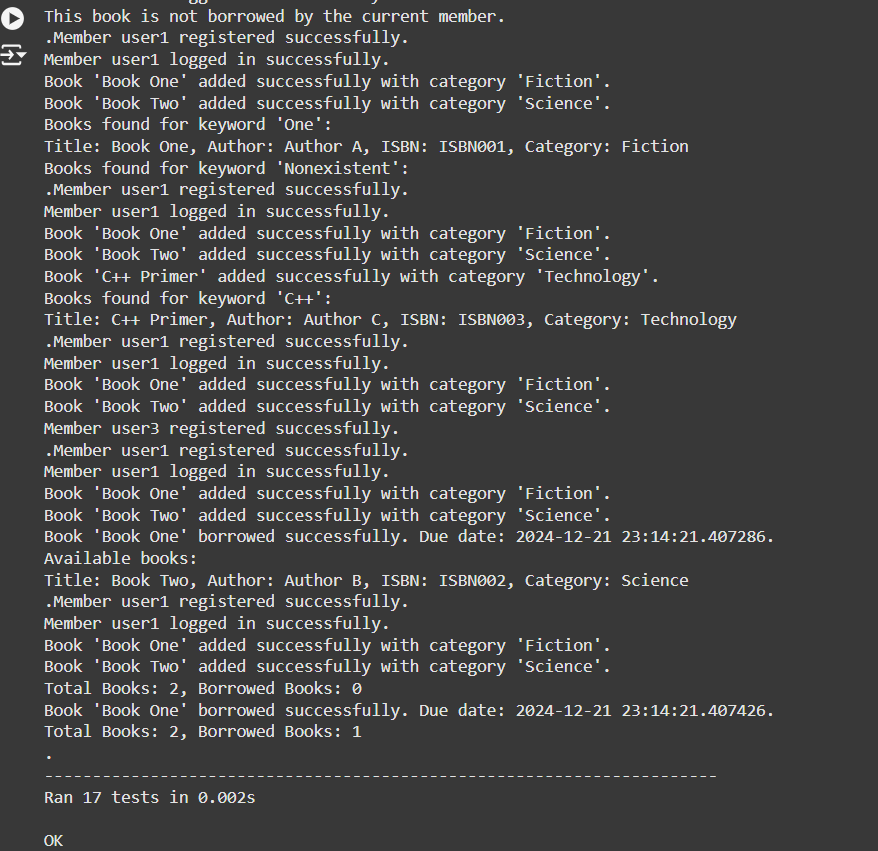 This book is not borrowed by the current member.
.Member user1 registered successfully.
Member user1 logged in successfully.
Book 'Book One' added successfully with category 'Fiction'.
Book 'Book Two' added successfully with category 'Science'.
Books found for keyword 'One':
Title: Book One, Author: Author A, ISBN: ISBN001, Category: Fiction
Books found for keyword 'Nonexistent':
.Member user1 registered successfully.
Member user1 logged in successfully.
Book 'Book One' added successfully with category 'Fiction'.
Book 'Book Two' added successfully with category 'Science'.
Book 'C++ Primer' added successfully with category 'Technology'.
Books found for keyword 'C++':
Title: C++ Primer, Author: Author C, ISBN: ISBN003, Category: Technology
.Member user1 registered successfully.
Member user1 logged in successfully.
Book 'Book One' added successfully with category 'Fiction'.
Book 'Book Two' added successfully with category 'Science'.
Member user3 registered successfully.
.Member user1 registered successfully.
Member user1 logged in successfully.
Book 'Book One' added successfully with category 'Fiction'.
Book 'Book Two' added successfully with category 'Science'.
Book 'Book One' borrowed successfully. Due date: 2024-12-21 23:14:21.407286.
Available books:
Title: Book Two, Author: Author B, ISBN: ISBN002, Category: Science
.Member user1 registered successfully.
Member user1 logged in successfully.
Book 'Book One' added successfully with category 'Fiction'.
Book 'Book Two' added successfully with category 'Science'.
Total Books: 2, Borrowed Books: 0
Book 'Book One' borrowed successfully. Due date: 2024-12-21 23:14:21.407426.
Total Books: 2, Borrowed Books: 1
.
----------------------------------------------------------------------
Ran 17 tests in 0.002s
OK